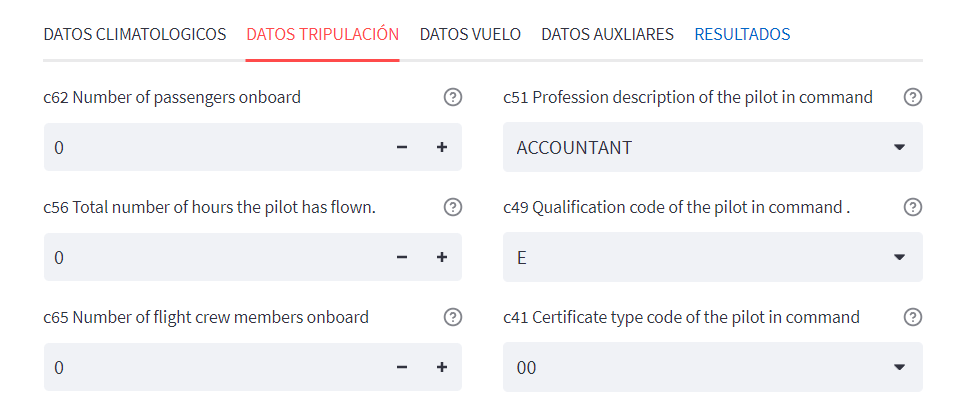 DATOS CLIMATOLOGICOS DATOS TRIPULACIÓN DATOS VUELO DATOS AUXLIARES RESULTADOS
c62 Number of passengers onboard
0
c56 Total number of hours the pilot has flown.
0
c65 Number of flight crew members onboard
0
c51 Profession description of the pilot in command
ACCOUNTANT
c49 Qualification code of the pilot in command .
E
c41 Certificate type code of the pilot in command
00